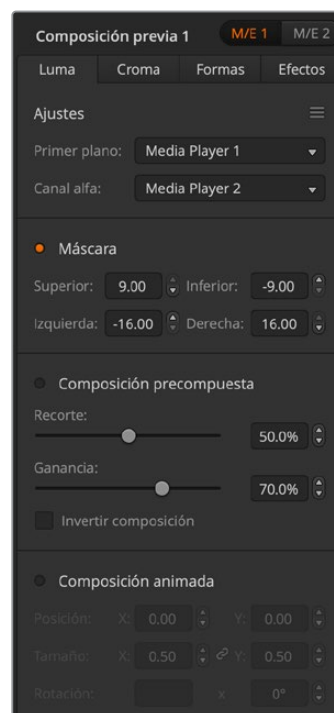 Composición previa 1 M/E 1 M/E 2
Luma Croma Formas Efectos
Ajustes
Primer plano: Media Player 1
Canal alfa: Media Player 2
Máscara
Superior: 9.00 Inferior: -9.00
Izquierda: -16.00 Derecha: 16.00
Composición precompuesta
Recorte:
50.0%
Ganancia:
70.0%
Invertir composición
Composición animada
Posición: X: 0.00 Y: 0.00
Tamaño: X: 0.50 Y: 0.50
Rotación: x 0°